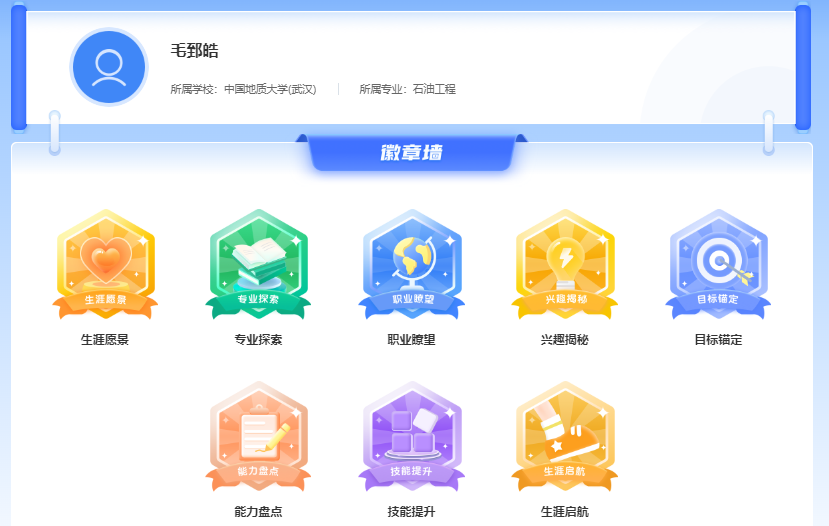 毛郅皓
所属学校: 中国地质大学(武汉) 所属专业: 石油工程
徽章墙
生涯愿景 专业探索 职业瞭望 兴趣揭秘 目标锚定
生涯愿景 专业探索 职业瞭望 兴趣揭秘 目标锚定
能力盘点 技能提升 生涯启航
能力盘点 技能提升 生涯启航